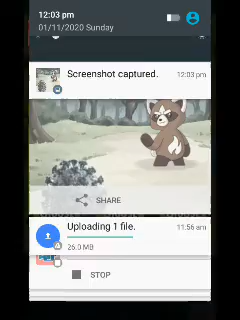 12:03 pm
01/11/2020 Sunday
Screenshot captured. 12:03 pm
SHARE
Uploading 1 file. 11:56 am
26.0 MB
STOP